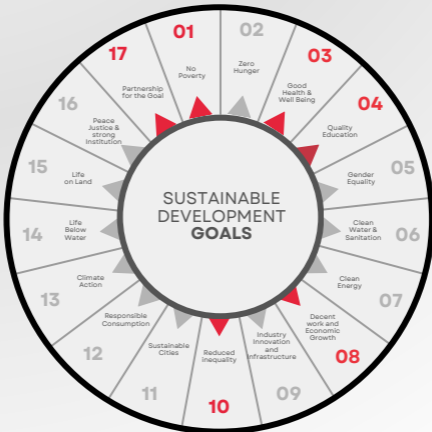 01
No
Poverty
02
Zero
Hunger
03
Good
Health &
Well Being
04
Quality
Education
05
Gender
Equality
06
Clean
Water &
Sanitation
07
Clean
Energy
08
Decent
work and
Economic
Growth
09
Industry
Innovation
and
Infrastructure
10
Reduced
Inequality
11
Sustainable
Cities
12
Responsible
Consumption
13
Climate
Action
14
Life
Below
Water
15
Life
on Land
16
Peace
Justice &
strong
Institution
17
Partnership
for the Goal
SUSTAINABLE
DEVELOPMENT
GOALS